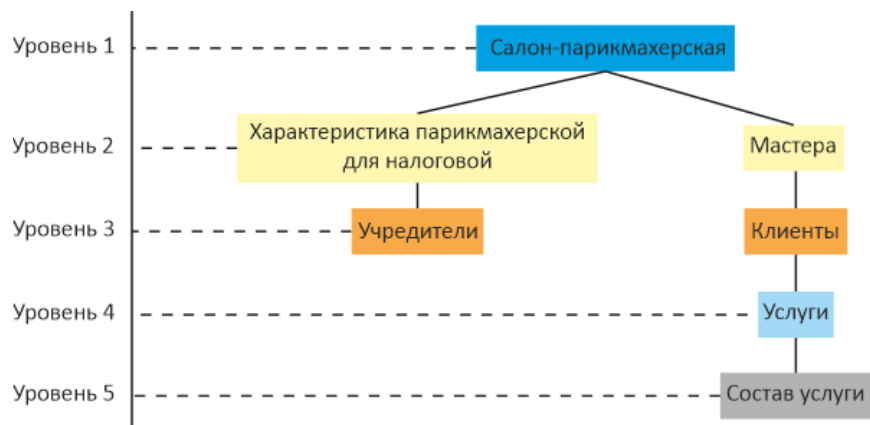 Уровень 1
Салон-парикмахерская
Уровень 2
Характеристика парикмахерской
для налоговой
Мастера
Уровень 3
Учредители
Клиенты
Уровень 4
Услуги
Уровень 5
Состав услуги